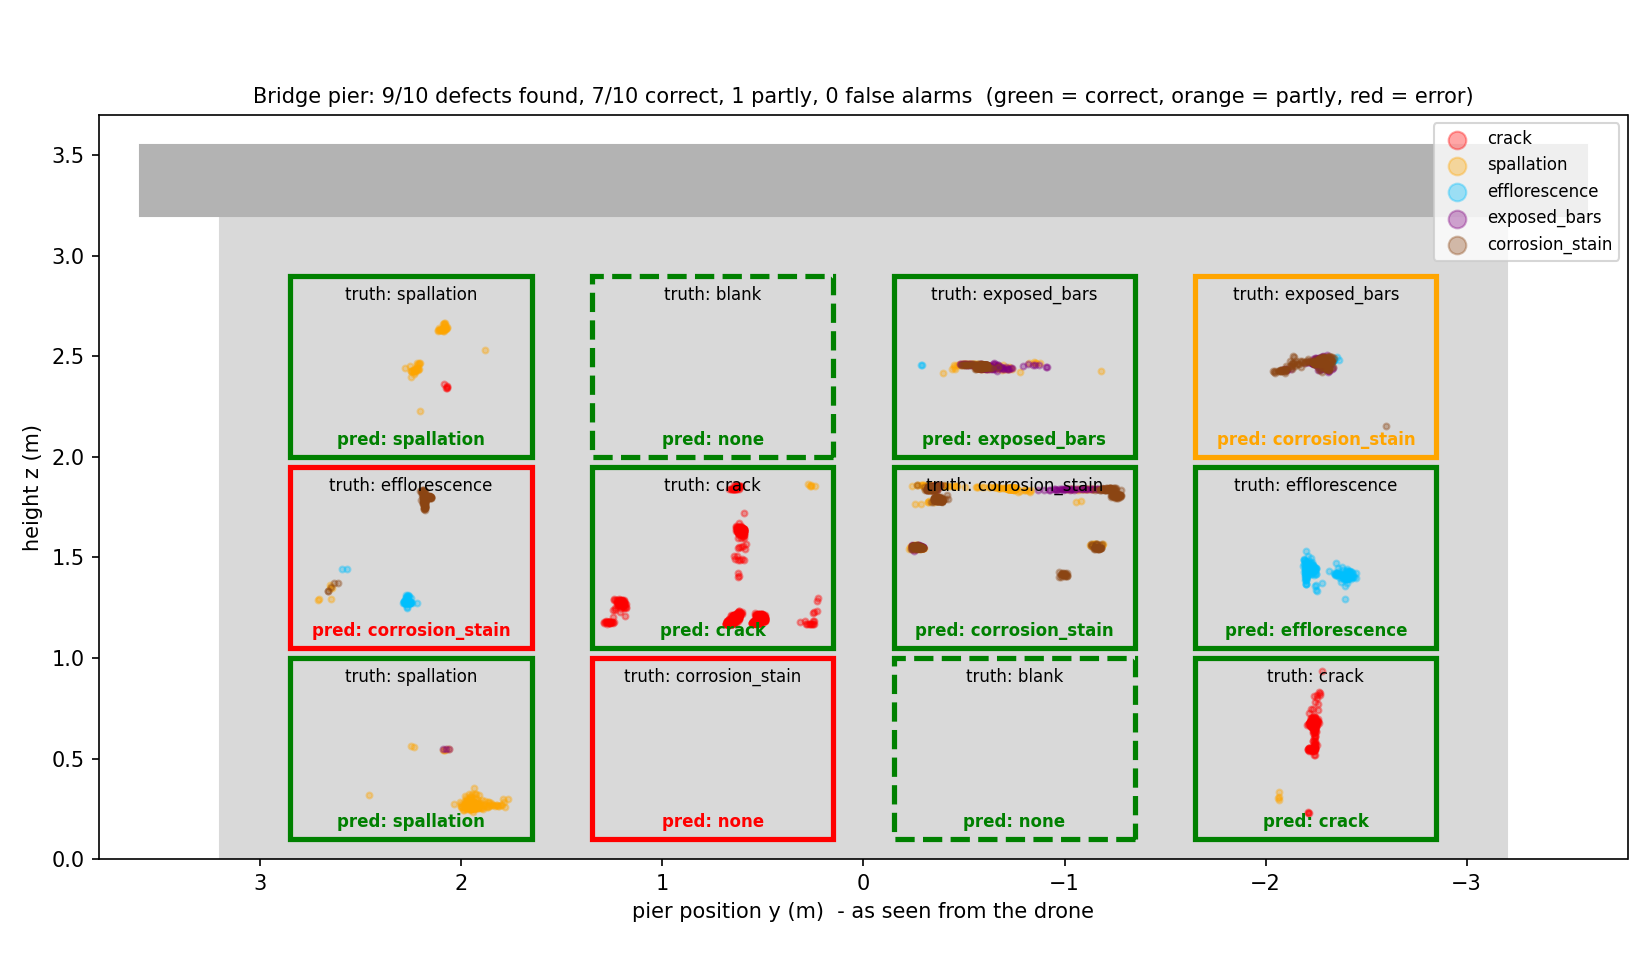 Bridge pier: 9/10 defects found, 7/10 correct, 1 partly, 0 false alarms  (green = correct, orange = partly, red = error)
crack
spallation
efflorescence
exposed_bars
corrosion_stain
height z (m)
3.5
3.0
2.5
2.0
1.5
1.0
0.5
0.0
truth: spallation
truth: blank
truth: exposed_bars
truth: exposed_bars
pred: spallation
pred: none
pred: exposed_bars
pred: corrosion_stain
truth: efflorescence
truth: crack
truth: corrosion_stain
truth: efflorescence
pred: corrosion_stain
pred: crack
pred: corrosion_stain
pred: efflorescence
truth: spallation
truth: corrosion_stain
truth: blank
truth: crack
pred: spallation
pred: none
pred: none
pred: crack
3 2 1 0 −1 −2 −3
pier position y (m)  - as seen from the drone